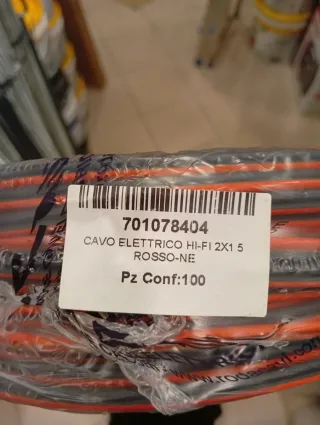 701078404
CAVO ELETTRICO HI-FI 2X1 5
ROSSO-NE
Pz Conf:100